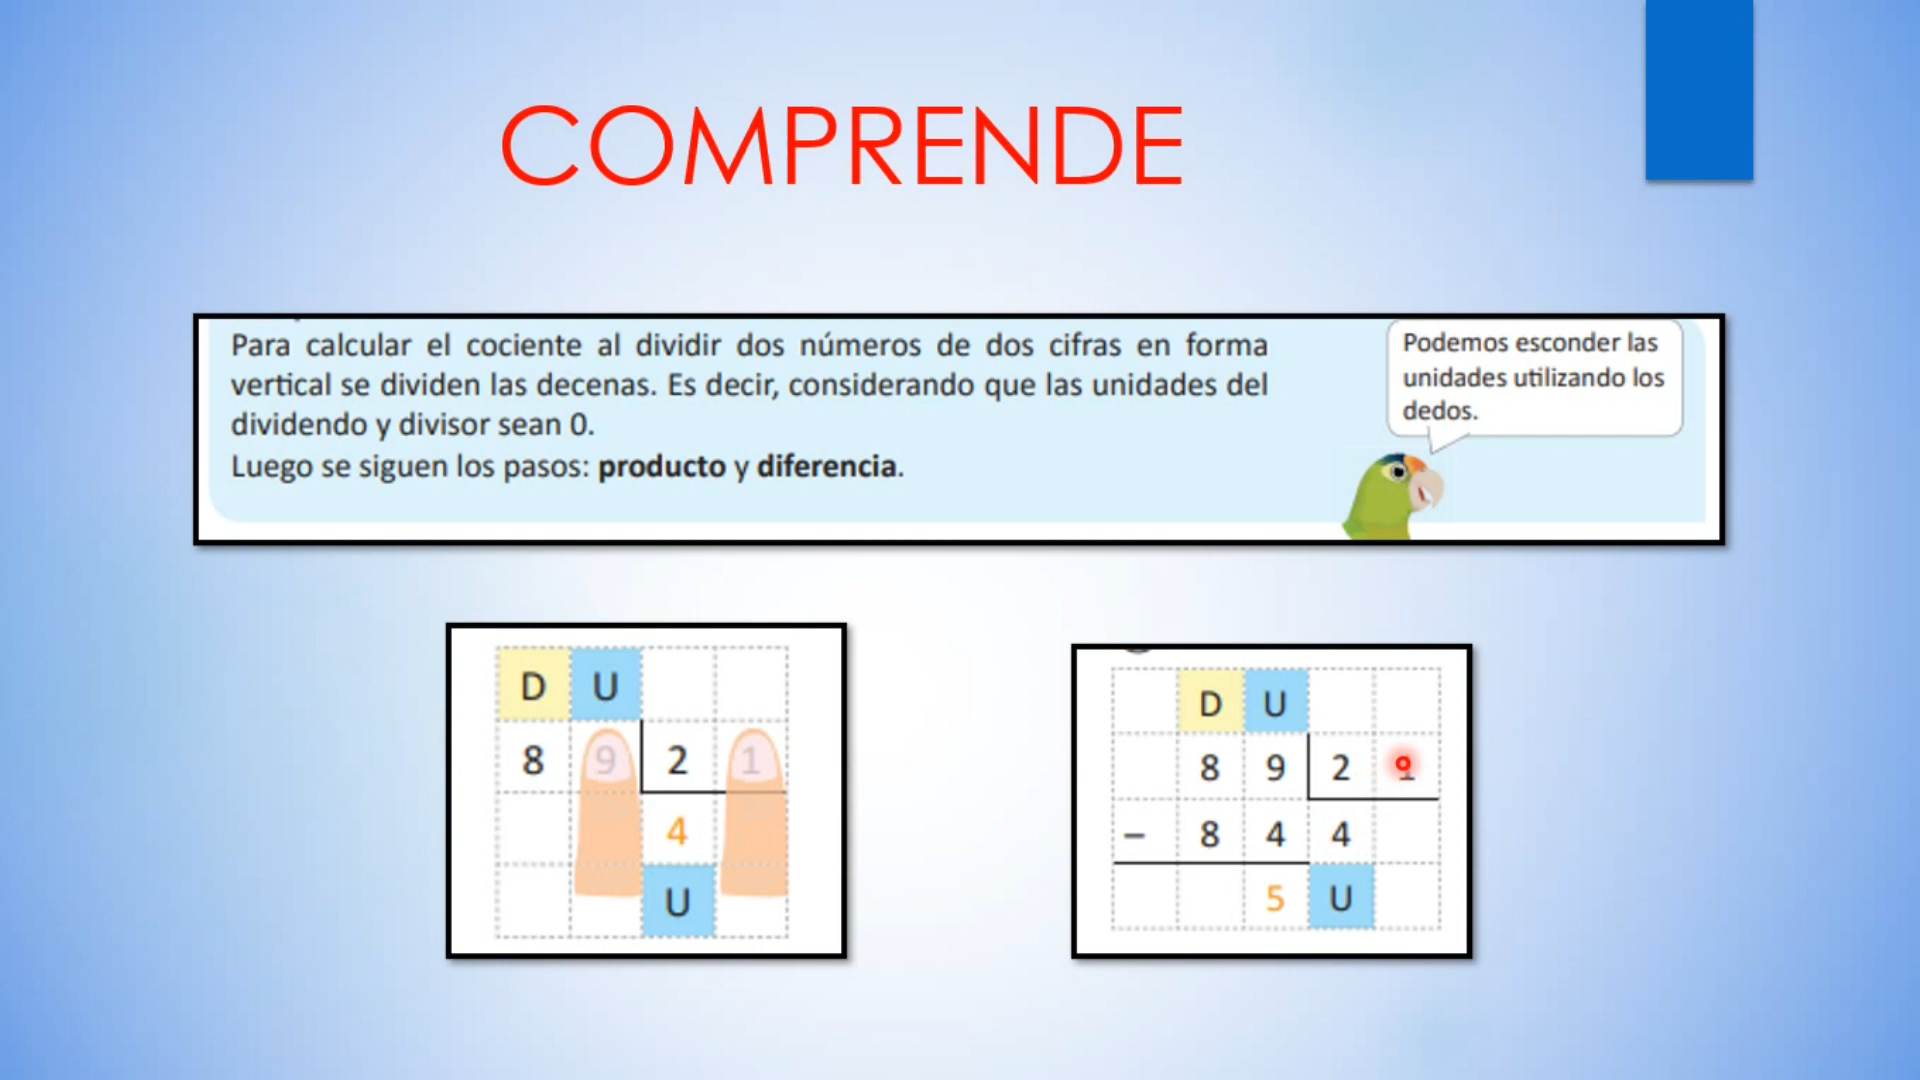 COMPRENDE
Para calcular el cociente al dividir dos números de dos cifras en forma
vertical se dividen las decenas. Es decir, considerando que las unidades del
dividendo y divisor sean 0.
Luego se siguen los pasos: producto y diferencia.
Podemos esconder las
unidades utilizando los
dedos.
D U
8 9 2 1
4
U
D U
8 9 2 1
– 8 4 4
5 U